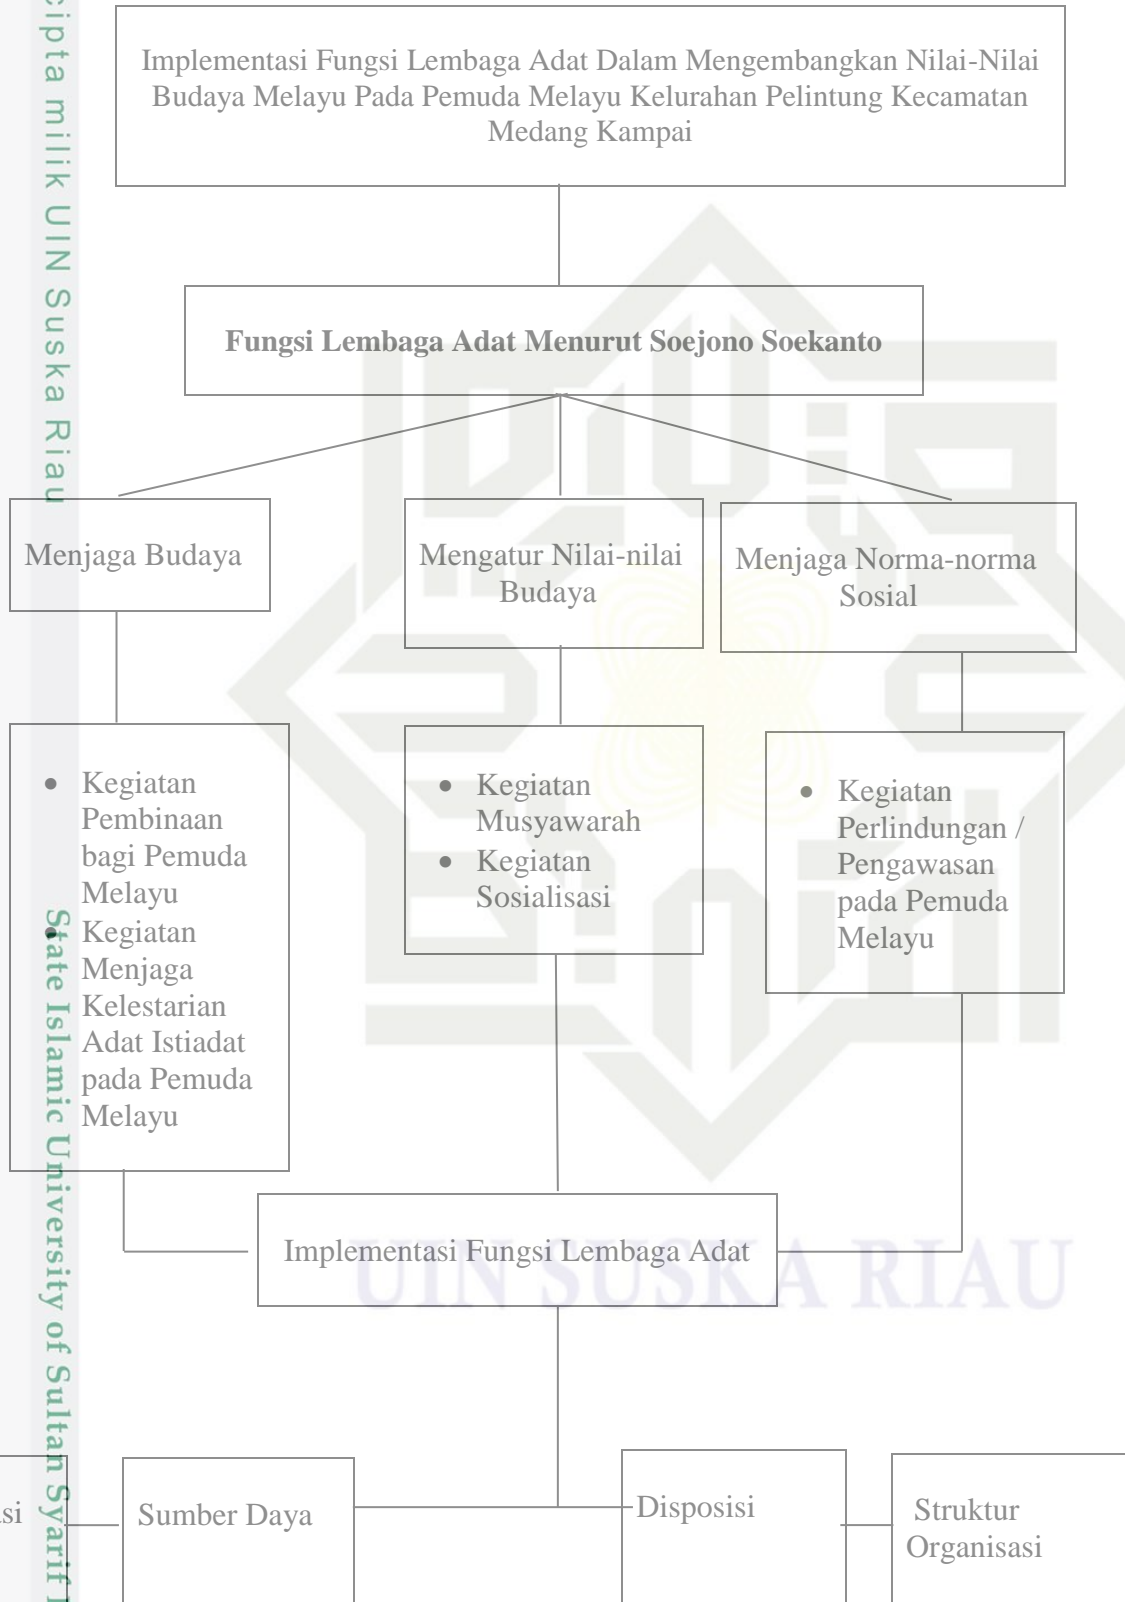 Implementasi Fungsi Lembaga Adat Dalam Mengembangkan Nilai-Nilai
Budaya Melayu Pada Pemuda Melayu Kelurahan Pelintung Kecamatan
Medang Kampai
Fungsi Lembaga Adat Menurut Soejono Soekanto
Menjaga Budaya
Mengatur Nilai-nilai
Budaya
Menjaga Norma-norma
Sosial
• Kegiatan
Pembinaan
bagi Pemuda
Melayu
• Kegiatan
Menjaga
Kelestarian
Adat Istiadat
pada Pemuda
Melayu
• Kegiatan
Musyawarah
• Kegiatan
Sosialisasi
• Kegiatan
Perlindungan /
Pengawasan
pada Pemuda
Melayu
Implementasi Fungsi Lembaga Adat
UIN SUSKA RIAU
Sumber Daya
Disposisi
Struktur
Organisasi
cipta milik UIN Suska Riau
State Islamic University of Sultan Syarif